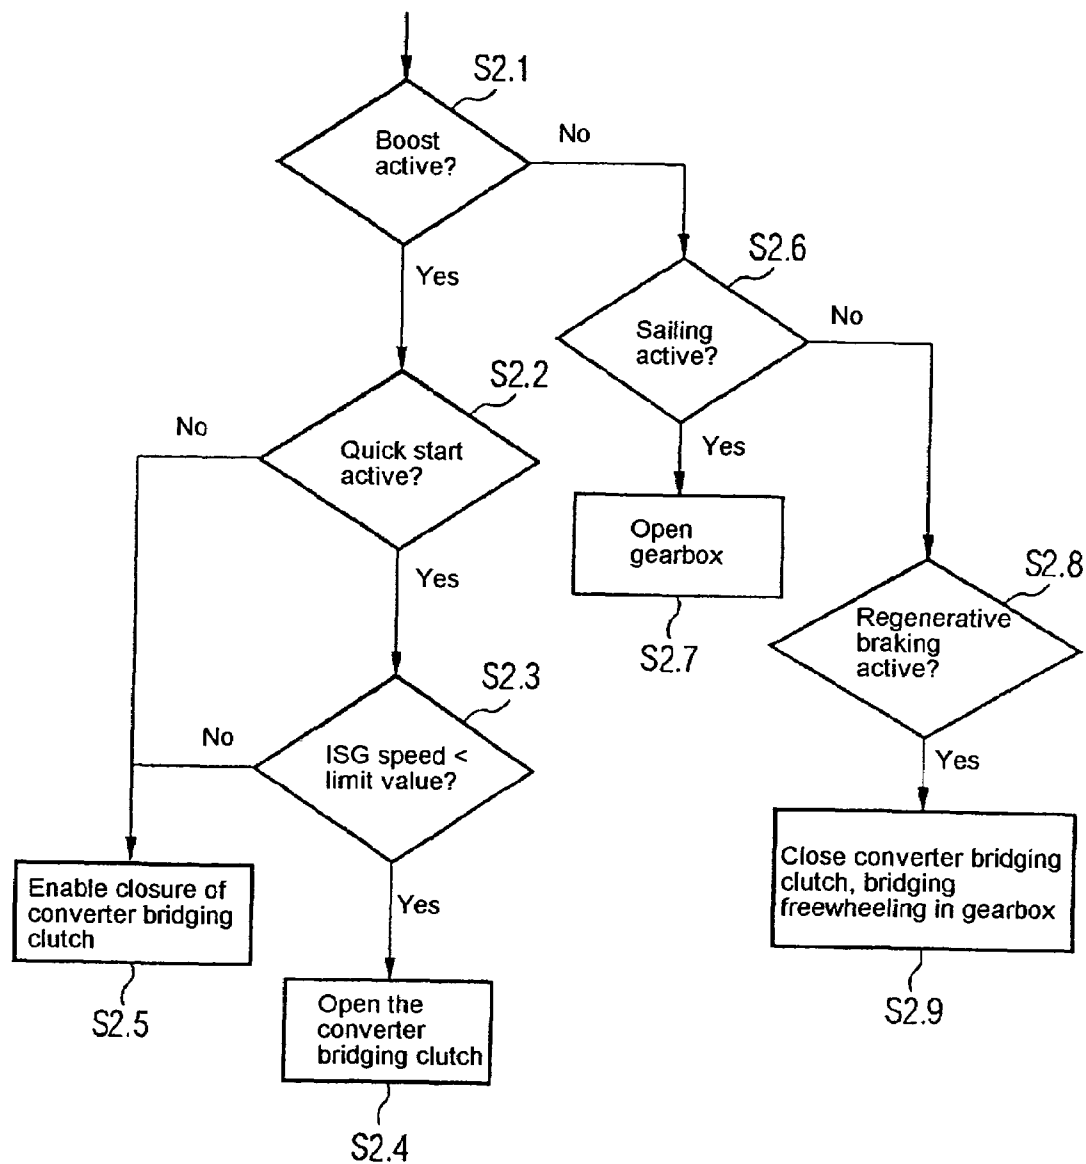 S2.1
Boost
active?
No
Yes
S2.6
Sailing
active?
No
Yes
S2.2
Quick start
active?
No
Yes
Open
gearbox
S2.7
S2.8
Regenerative
braking
active?
Yes
S2.3
ISG speed <
limit value?
No
Yes
Enable closure of
converter bridging
clutch
S2.5
Open the
converter
bridging clutch
S2.4
Close converter bridging
clutch, bridging
freewheeling in gearbox
S2.9